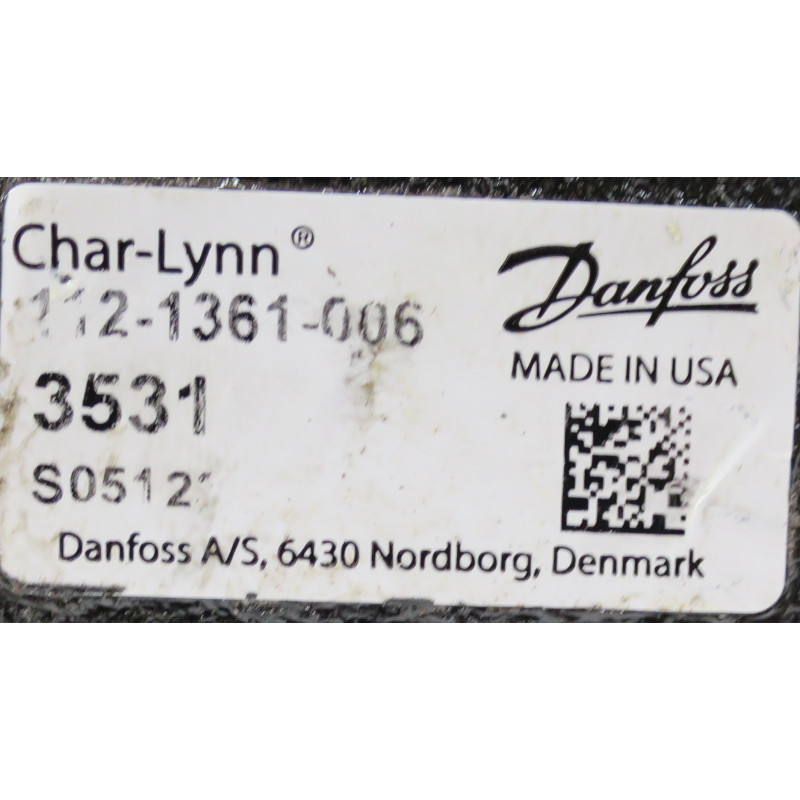 Char-Lynn®
112-1361-006
3531
Danfoss
MADE IN USA
Danfoss A/S, 6430 Nordborg, Denmark